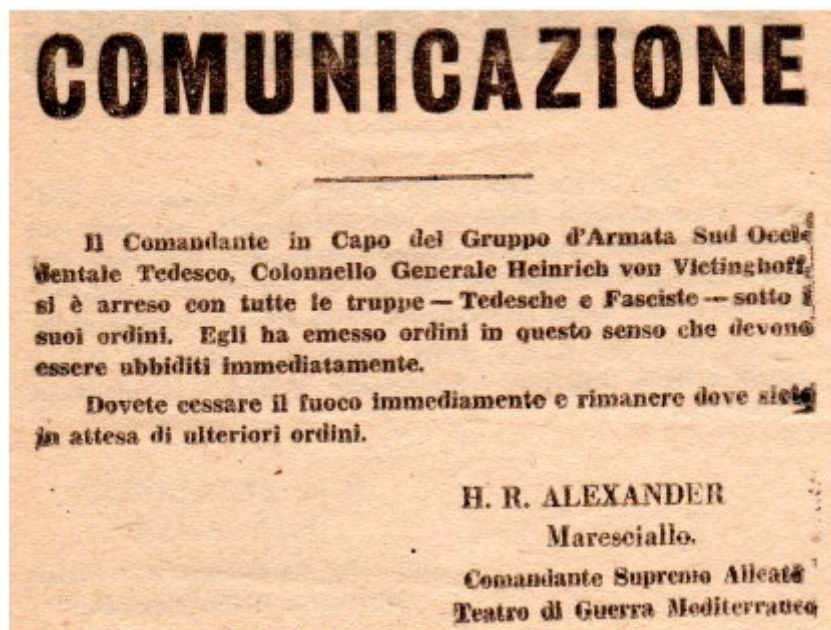 COMUNICAZIONE
Il Comandante in Capo del Gruppo d'Armata Sud Occi-
dentale Tedesco, Colonnello Generale Heinrich von Vietinghoff,
si è arreso con tutte le truppe — Tedesche e Fasciste — sotto i
suoi ordini. Egli ha emesso ordini in questo senso che devono
essere ubbiditi immediatamente.
Dovete cessare il fuoco immediamente e rimanere dove siete
in attesa di ulteriori ordini.
H. R. ALEXANDER
Maresciallo.
Comandante Supremo Alleato
Teatro di Guerra Mediterraneo